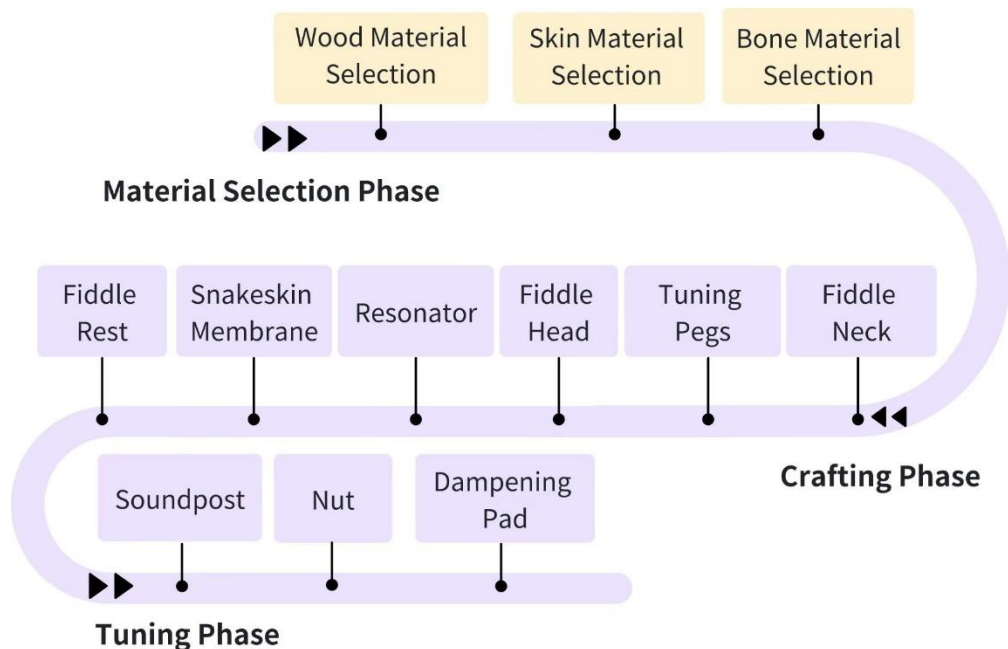 Wood Material
Selection
Skin Material
Selection
Bone Material
Selection
Material Selection Phase
Fiddle
Rest
Snakeskin
Membrane
Resonator
Fiddle
Head
Tuning
Pegs
Fiddle
Neck
Crafting Phase
Soundpost
Nut
Dampening
Pad
Tuning Phase